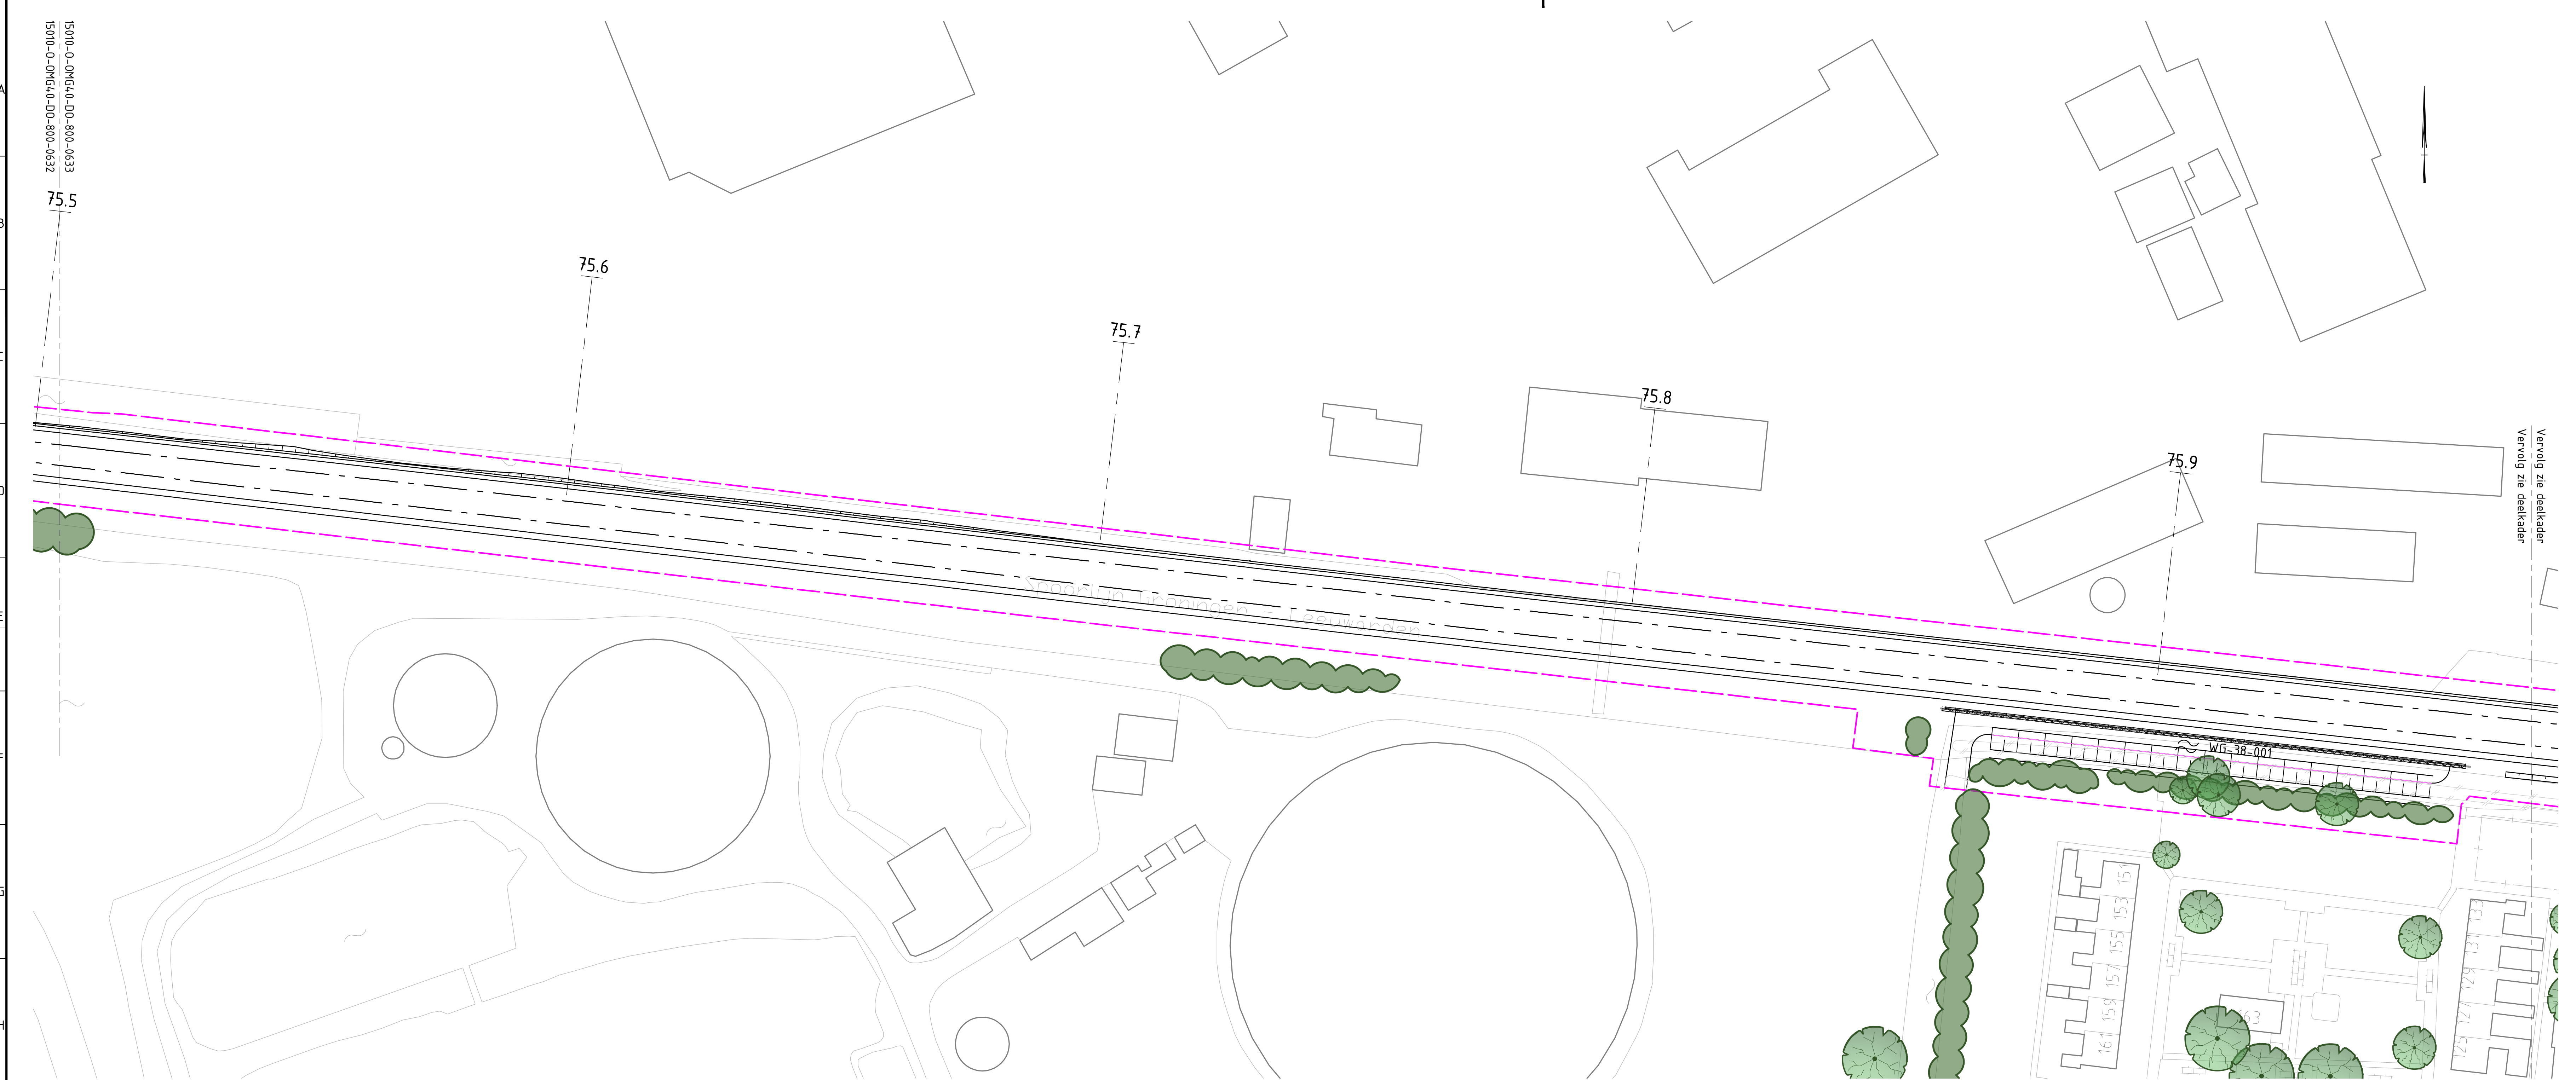 15010-O-OMG40-DO-800-0633
15010-O-OMG40-DO-800-0632
A
B
D
E
F
G
H
75.5
75.6
75.7
75.8
75.9
Vervolg zie deelkader
Vervolg zie deelkader
Spoorlijn Groningen - Leeuwarden
WG-38-001
151
153
155
157
159
161
163
133
131
129
127
125